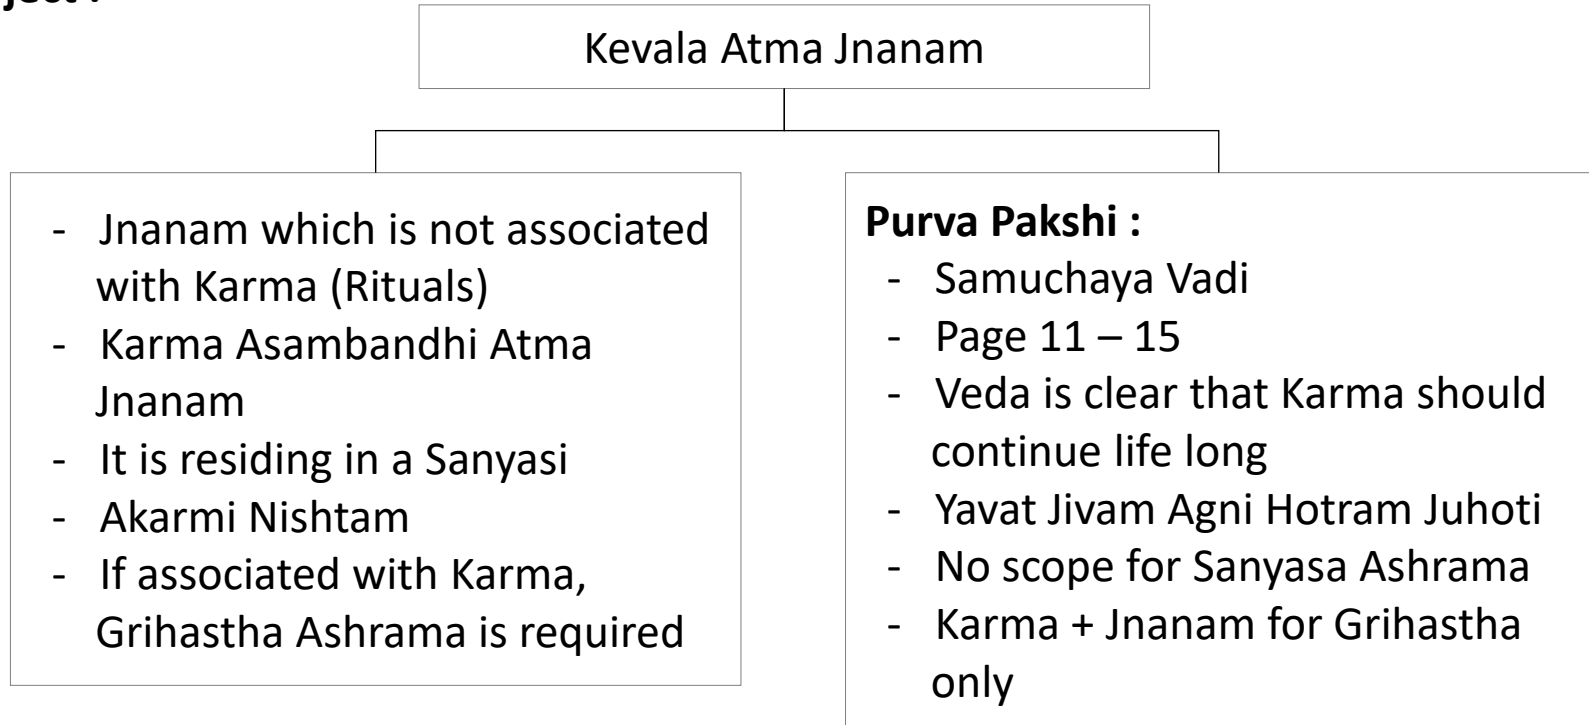 ject :
Kevala Atma Jnanam
- Jnanam which is not associated
with Karma (Rituals)
- Karma Asambandhi Atma
Jnanam
- It is residing in a Sanyasi
- Akarmi Nishtam
- If associated with Karma,
Grihastha Ashrama is required
Purva Pakshi :
- Samuchaya Vadi
- Page 11 – 15
- Veda is clear that Karma should
continue life long
- Yavat Jivam Agni Hotram Juhoti
- No scope for Sanyasa Ashrama
- Karma + Jnanam for Grihastha
only